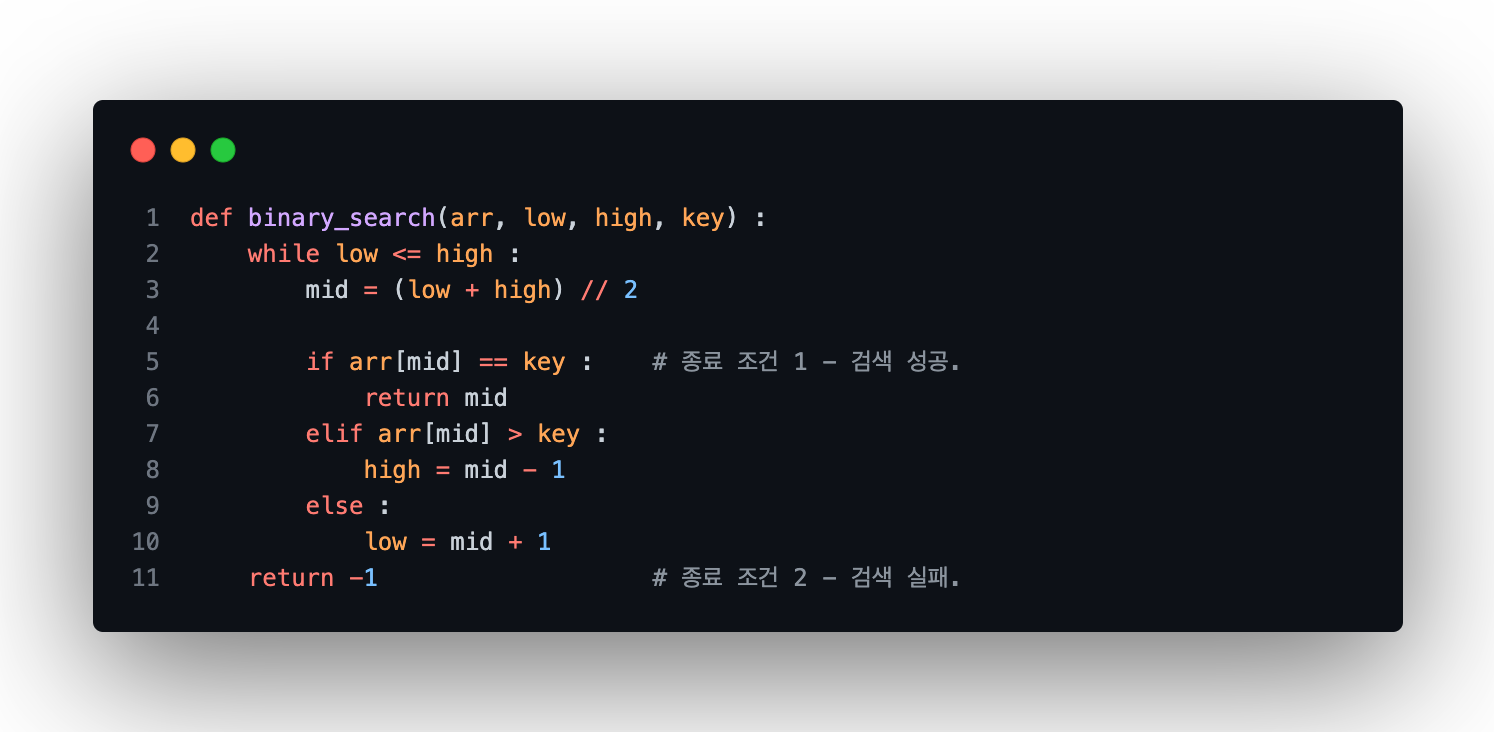 1 def binary_search(arr, low, high, key) :
2     while low <= high :
3         mid = (low + high) // 2
4
5         if arr[mid] == key :    # 종료 조건 1 - 검색 성공.
6             return mid
7         elif arr[mid] > key :
8             high = mid - 1
9         else :
10             low = mid + 1
11     return -1                   # 종료 조건 2 - 검색 실패.